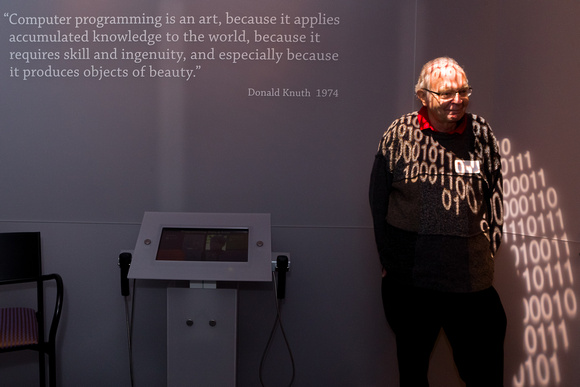 “Computer programming is an art, because it applies
accumulated knowledge to the world, because it
requires skill and ingenuity, and especially because
it produces objects of beauty.”
Donald Knuth 1974